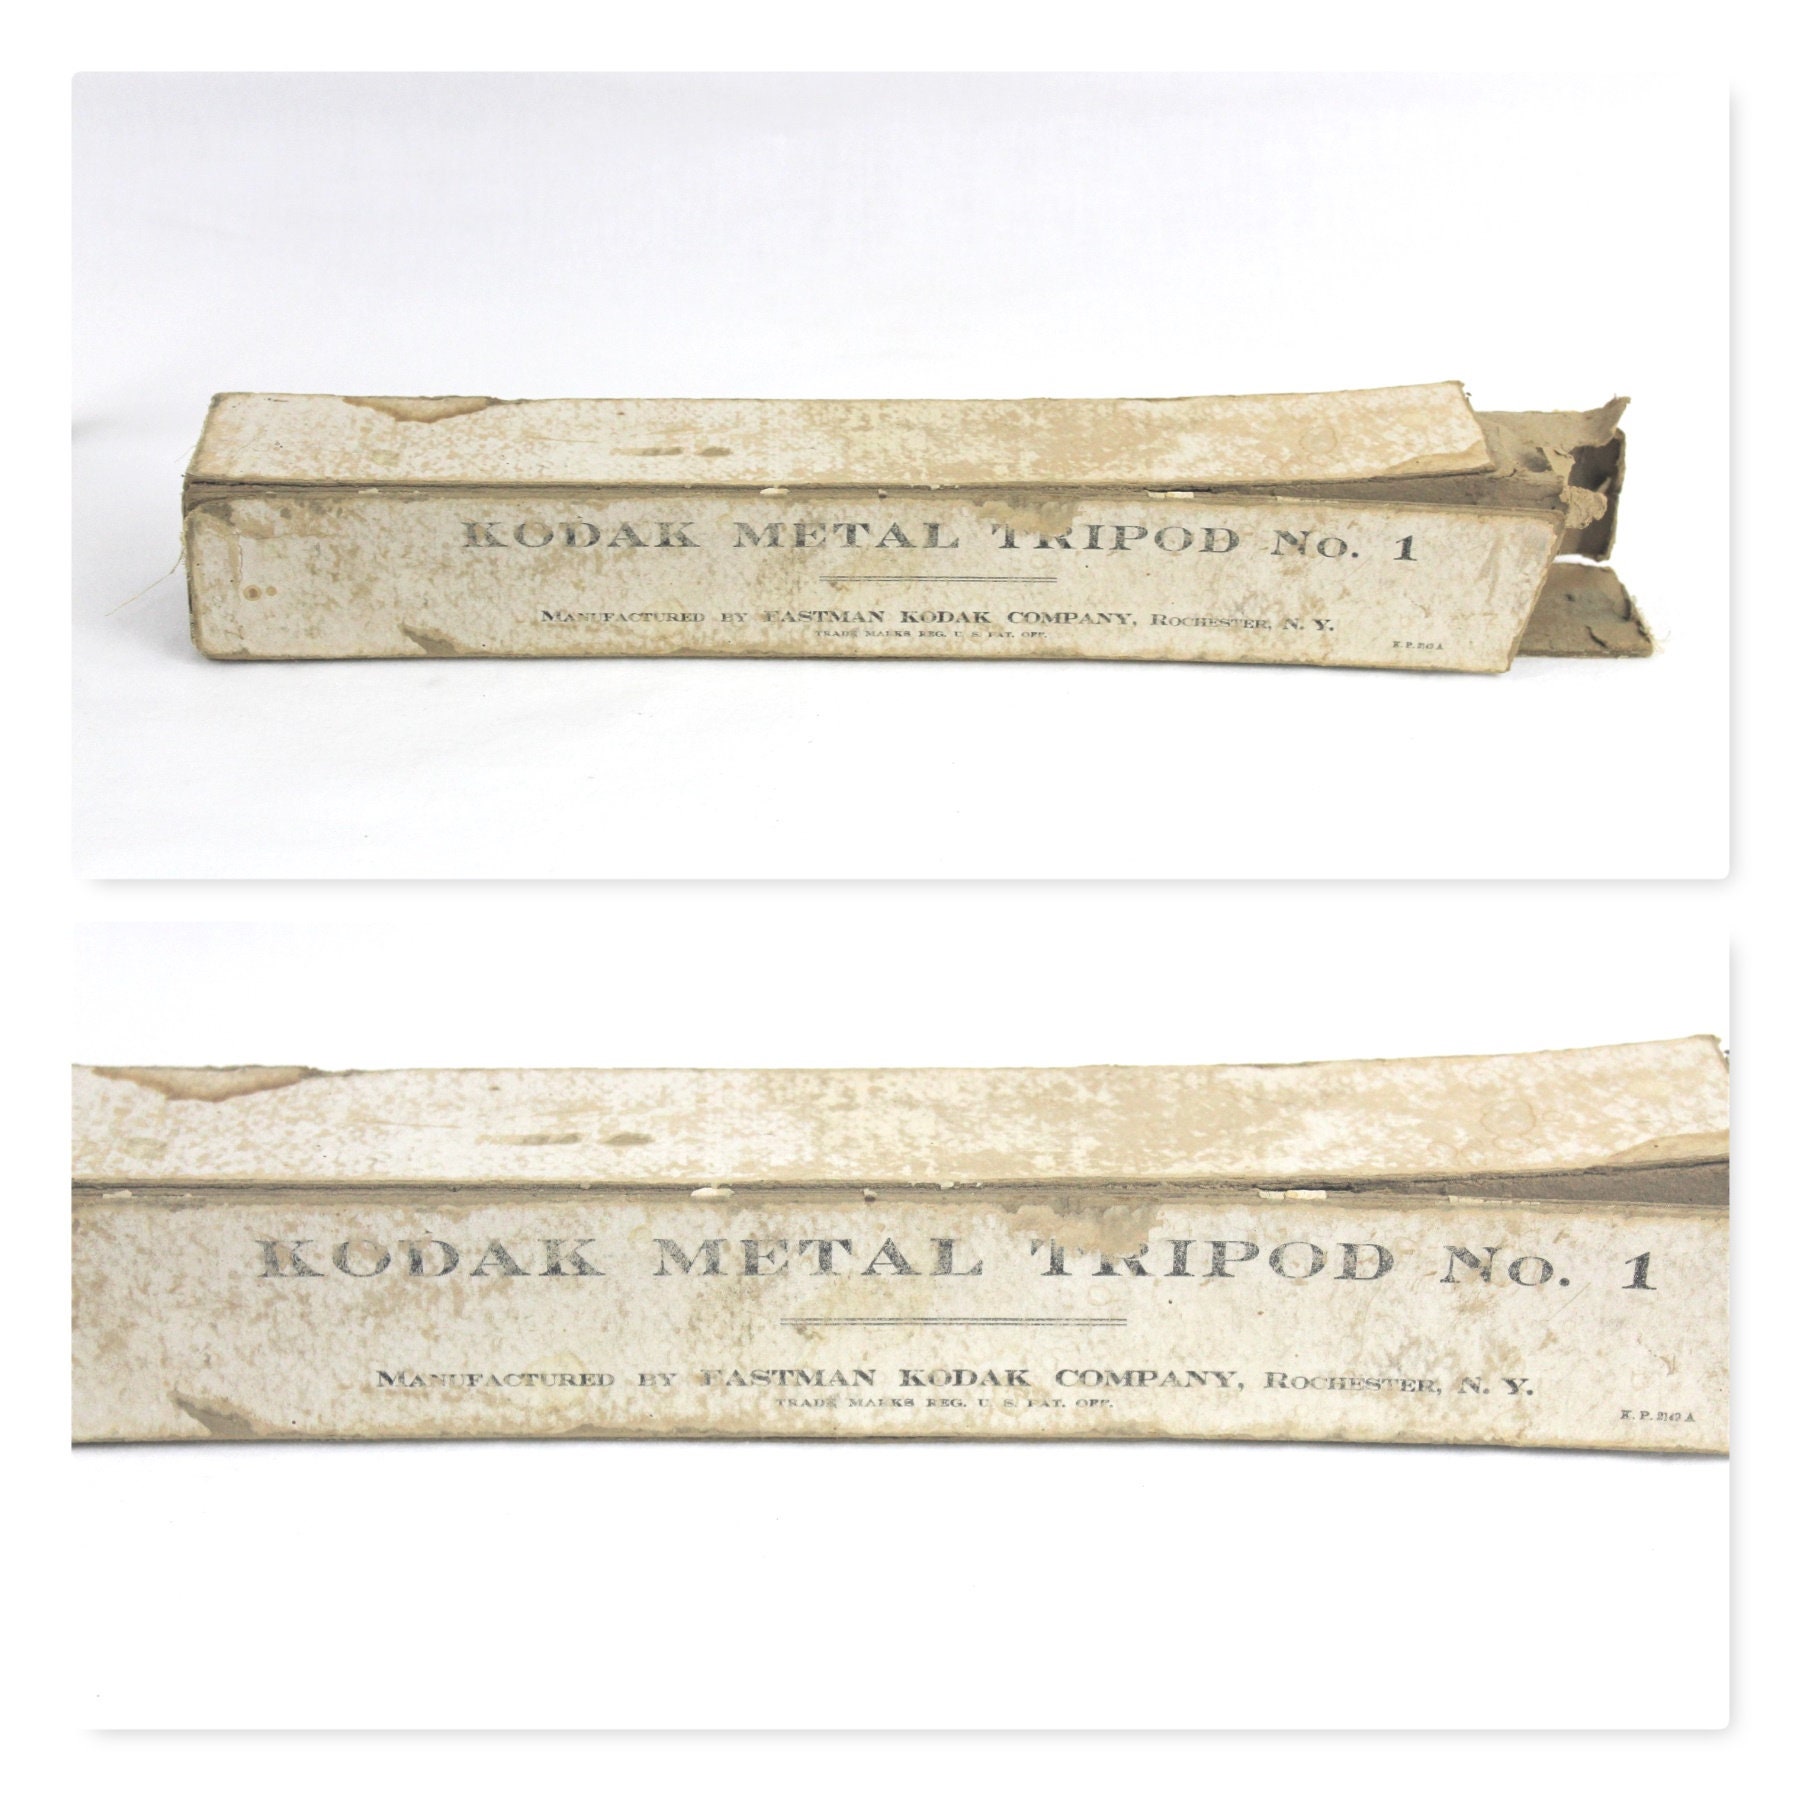 KODAK METAL TRIPOD No. 1
MANUFACTURED BY EASTMAN KODAK COMPANY, ROCHESTER, N. Y.
TRADE MARKS REG. U. S. PAT. OFF.
K. P. A
KODAK METAL TRIPOD No. 1
MANUFACTURED BY EASTMAN KODAK COMPANY, ROCHESTER, N. Y.
TRADE MARKS REG. U. S. PAT. OFF.
K. P. A